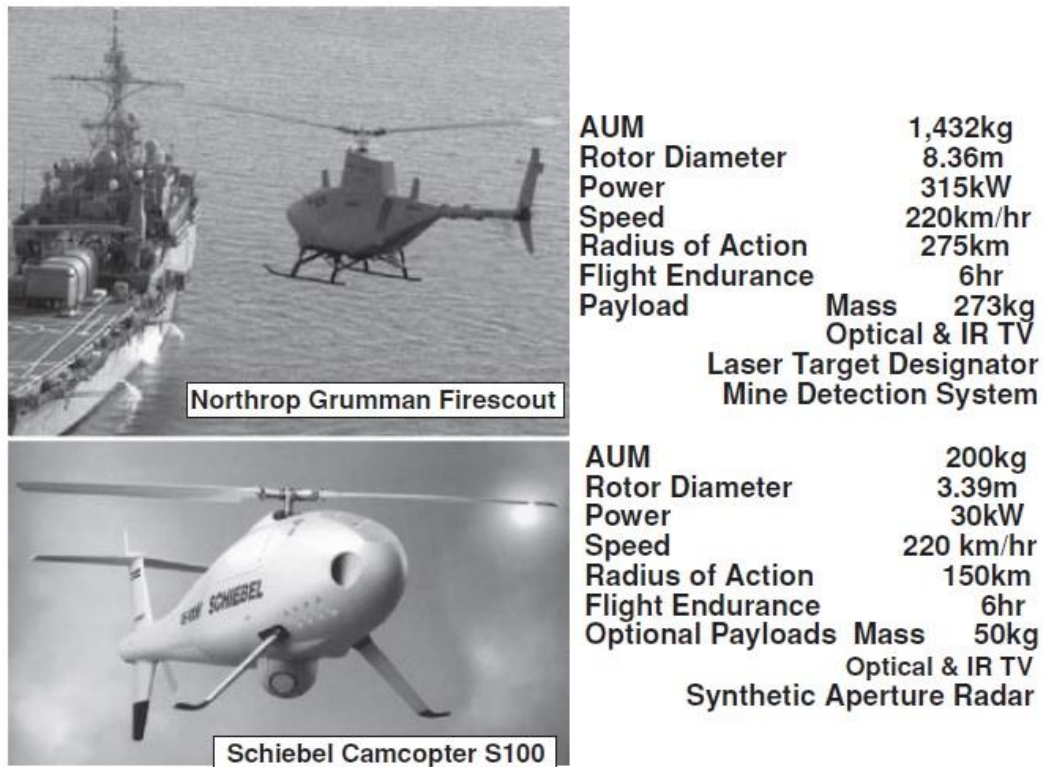 AUM 1,432kg
Rotor Diameter 8.36m
Power 315kW
Speed 220km/hr
Radius of Action 275km
Flight Endurance 6hr
Payload Mass 273kg
Optical & IR TV
Laser Target Designator
Mine Detection System
Northrop Grumman Firescout
AUM 200kg
Rotor Diameter 3.39m
Power 30kW
Speed 220 km/hr
Radius of Action 150km
Flight Endurance 6hr
Optional Payloads Mass 50kg
Optical & IR TV
Synthetic Aperture Radar
SCHIEBEL
Schiebel Camcopter S100